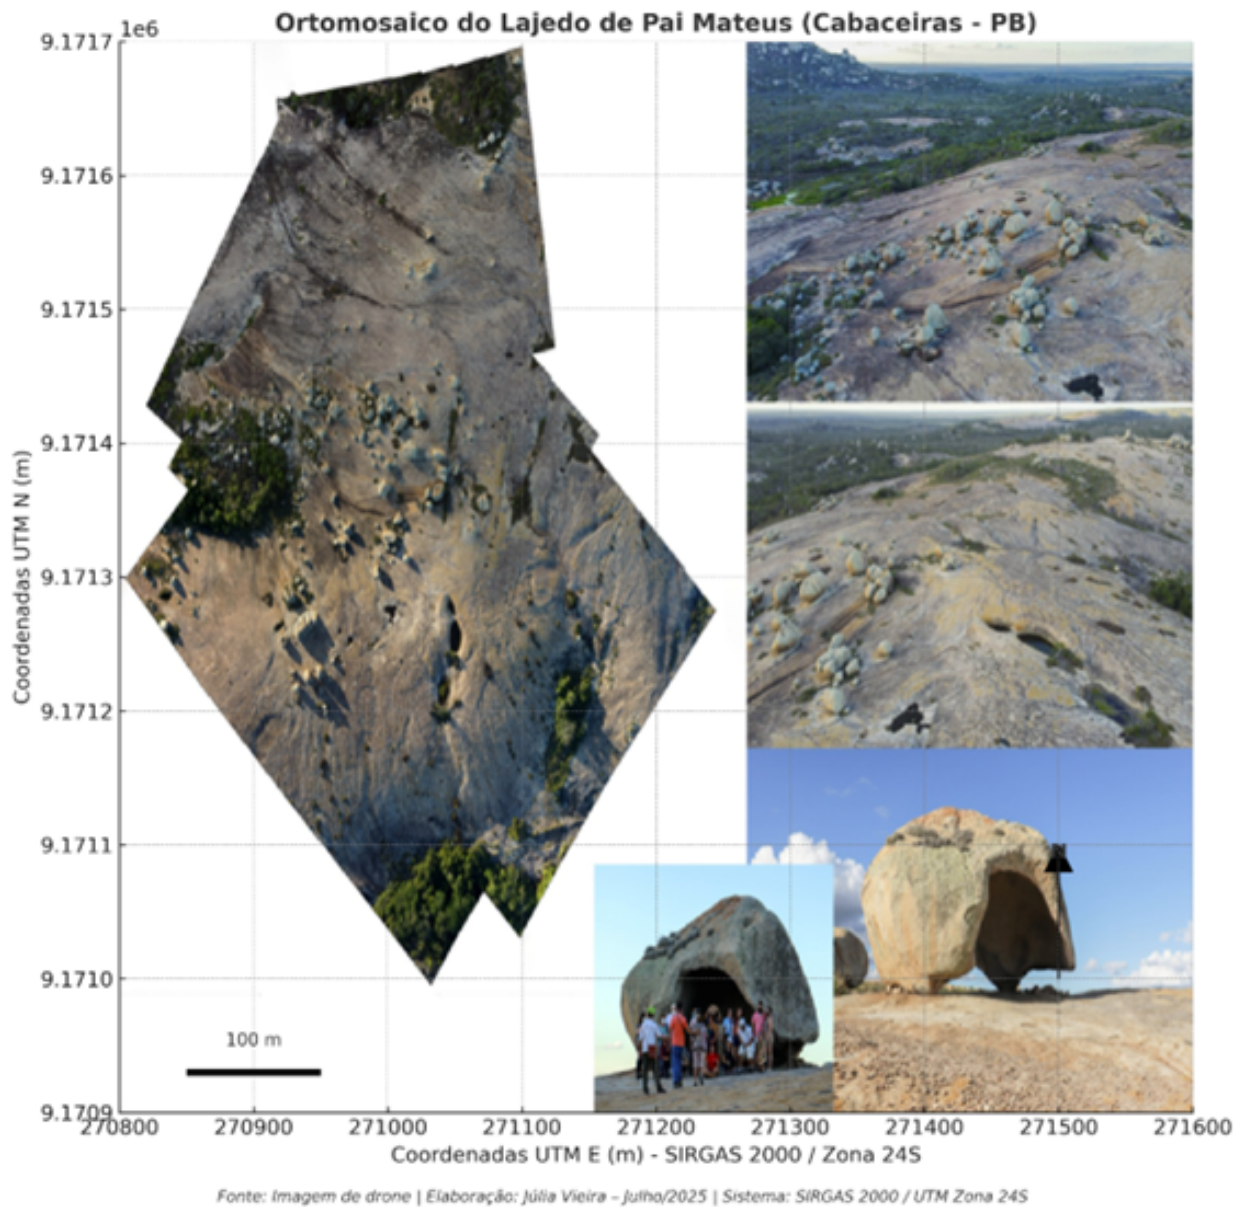 Ortomosaico do Lajedo de Pai Mateus (Cabaceiras - PB)
1e6
9.1717
9.1716
9.1715
9.1714
9.1713
9.1712
9.1711
9.1710
9.1709
Coordenadas UTM N (m)
100 m
270800 270900 271000 271100 271200 271300 271400 271500 271600
Coordenadas UTM E (m) - SIRGAS 2000 / Zona 24S
Fonte: Imagem de drone | Elaboração: Júlia Vieira – Julho/2025 | Sistema: SIRGAS 2000 / UTM Zona 24S